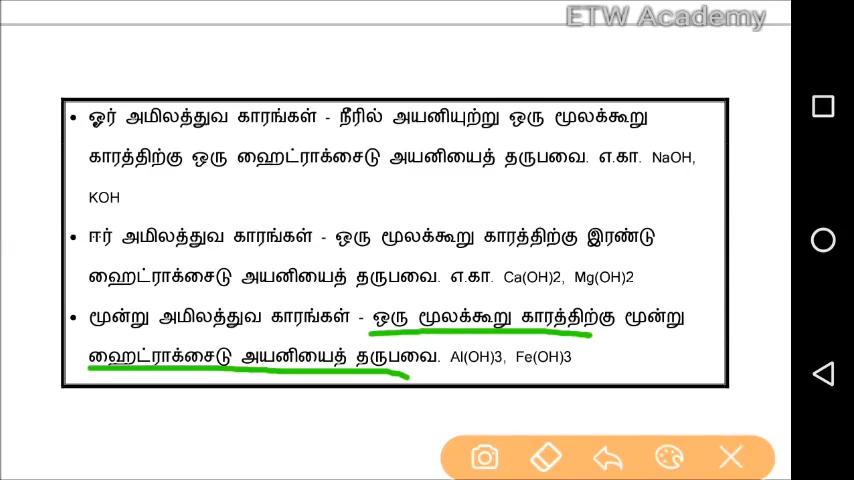 ETW Academy
• ஓர் அமிலத்துவ காரங்கள் - நீரில் அயனியுற்று ஒரு மூலக்கூறு
காரத்திற்கு ஒரு ஹைட்ராக்சைடு அயனியைத் தருபவை. எ.கா. NaOH,
KOH
• ஈர் அமிலத்துவ காரங்கள் - ஒரு மூலக்கூறு காரத்திற்கு இரண்டு
ஹைட்ராக்சைடு அயனியைத் தருபவை. எ.கா. Ca(OH)2, Mg(OH)2
• மூன்று அமிலத்துவ காரங்கள் - ஒரு மூலக்கூறு காரத்திற்கு மூன்று
ஹைட்ராக்சைடு அயனியைத் தருபவை. Al(OH)3, Fe(OH)3